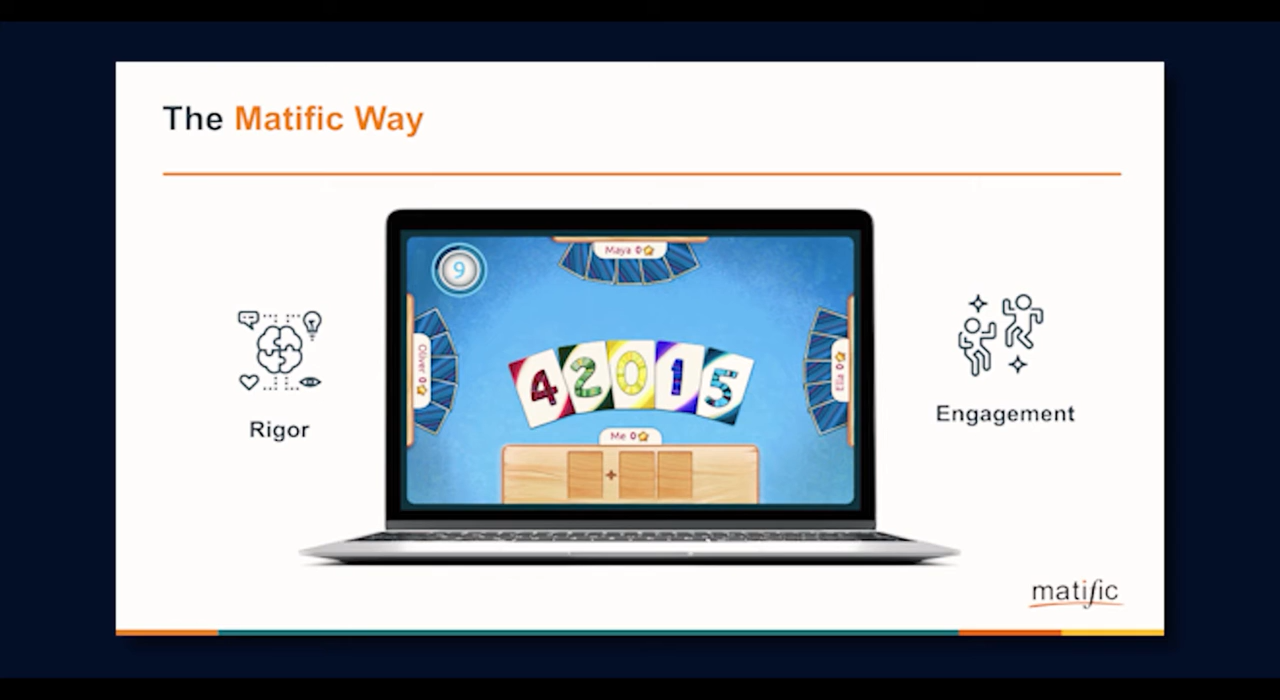 The Matific Way
9
Maya 0
Oliver 0
Ella 0
4 2 0 1 5
Me 0
+
Rigor
Engagement
matific